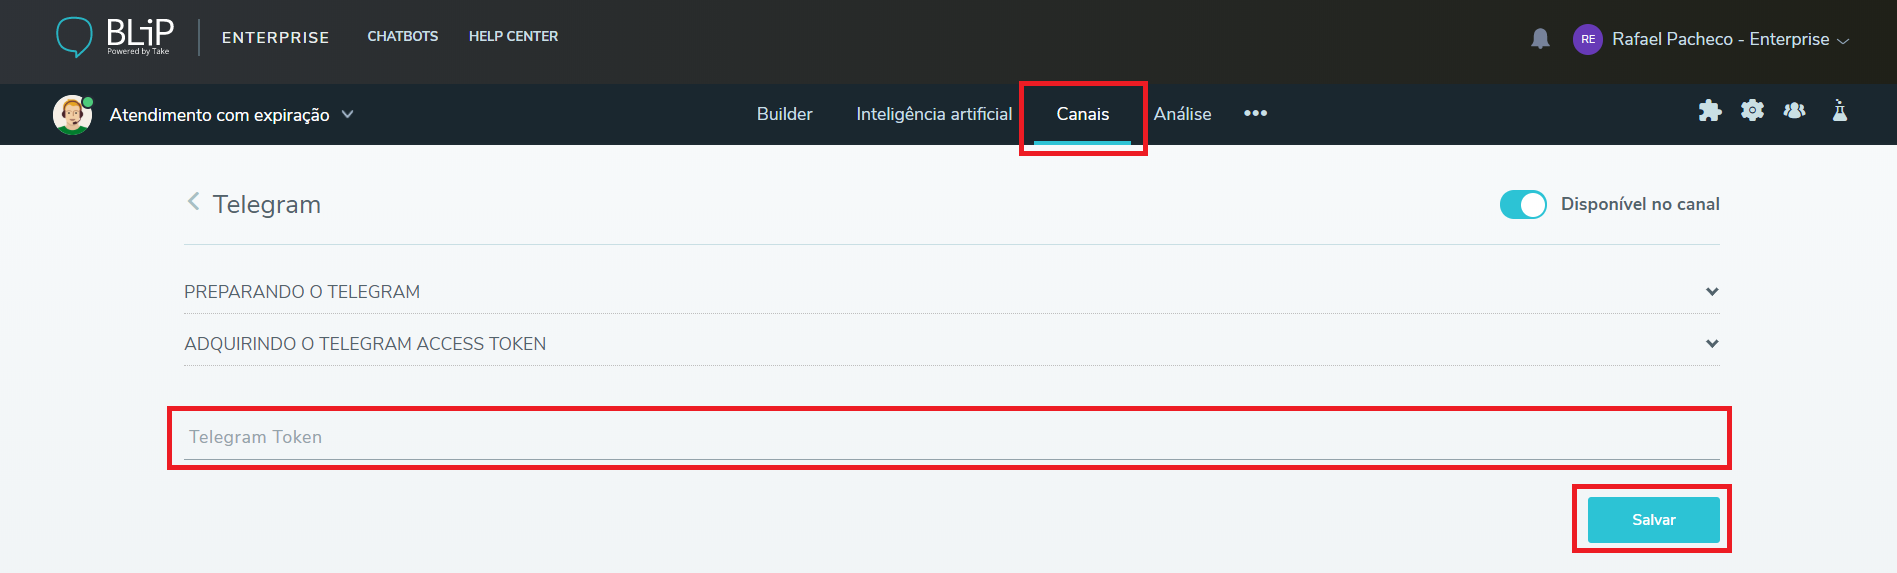 BLiP
Powered by Take
ENTERPRISE
CHATBOTS
HELP CENTER
RE
Rafael Pacheco - Enterprise
Atendimento com expiração
Builder
Inteligência artificial
Canais
Análise
Telegram
Disponível no canal
PREPARANDO O TELEGRAM
ADQUIRINDO O TELEGRAM ACCESS TOKEN
Telegram Token
Salvar